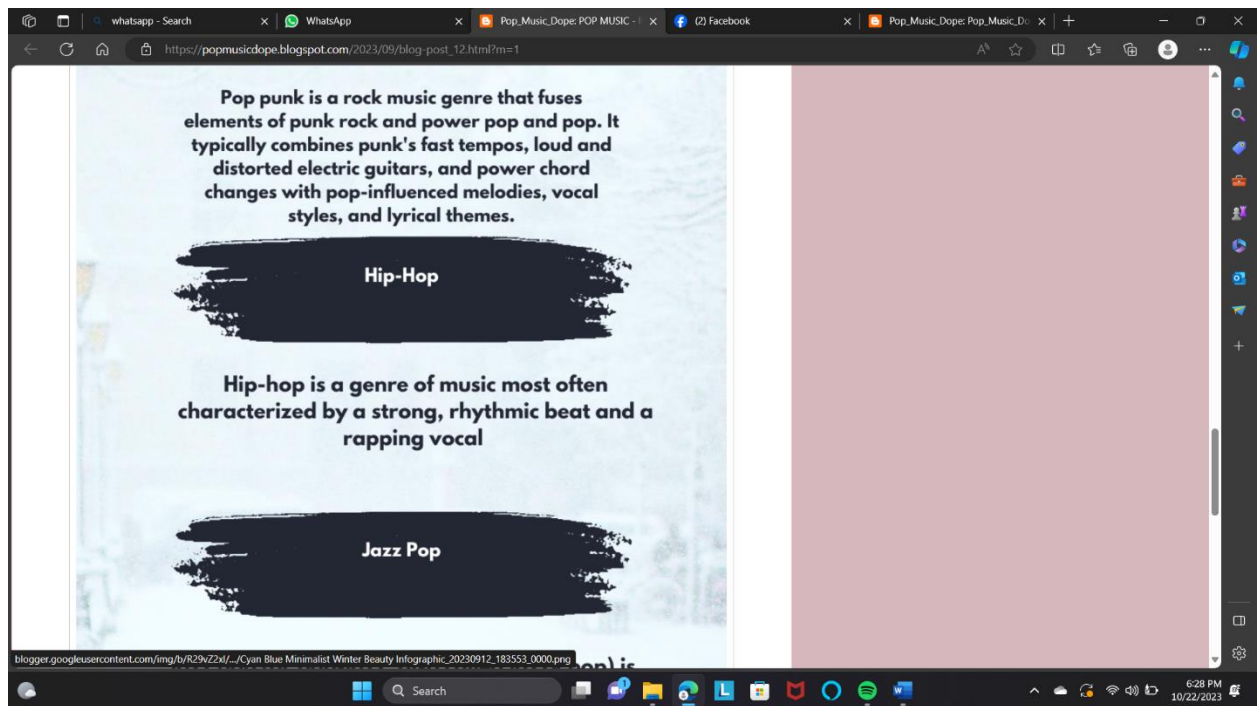 whatsapp - Search
WhatsApp
Pop_Music_Dope: POP MUSIC -
(2) Facebook
Pop_Music_Dope: Pop_Music_Do
https://popmusicdope.blogspot.com/2023/09/blog-post_12.html?m=1
Pop punk is a rock music genre that fuses
elements of punk rock and power pop and pop. It
typically combines punk's fast tempos, loud and
distorted electric guitars, and power chord
changes with pop-influenced melodies, vocal
styles, and lyrical themes.
Hip-Hop
Hip-hop is a genre of music most often
characterized by a strong, rhythmic beat and a
rapping vocal
Jazz Pop
blogger.googleusercontent.com/img/b/R29vZ2xl/.../Cyan Blue Minimalist Winter Beauty Infographic_20230912_183553_0000.png
is
Search
6:28 PM
10/22/2023